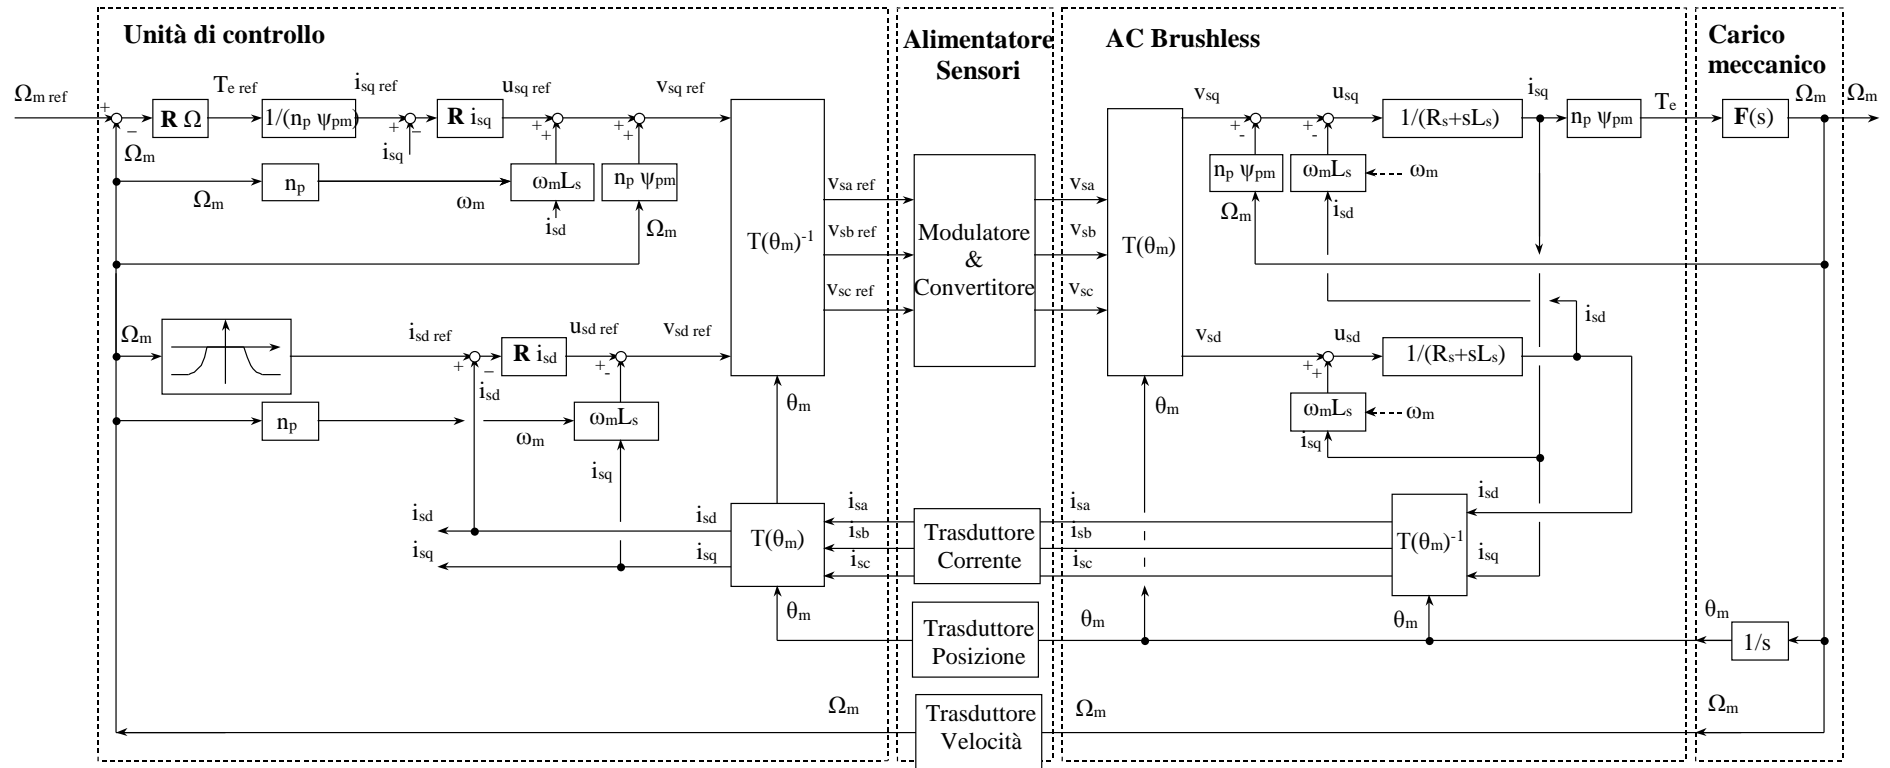 Unità di controllo
Alimentatore
Sensori
AC Brushless
Carico
meccanico
Ωm ref
+
−
Ωm
R Ω
Te ref
1/(np ψpm)
isq ref
+
−
isq
R isq
usq ref
+
+
vsq ref
+
+
Ωm
np
ωm
ωmLs
isd
np ψpm
Ωm
T(θm)-1
vsa ref
vsb ref
vsc ref
Modulatore
&
Convertitore
vsa
vsb
vsc
T(θm)
vsq
+
-
usq
+
-
1/(Rs+sLs)
isq
np ψpm
Te
F(s)
Ωm
Ωm
np ψpm
Ωm
ωmLs
ωm
isd
isd
Ωm
isd ref
+
−
isd
R isd
usd ref
+
-
vsd ref
vsd
usd
+
+
1/(Rs+sLs)
np
ωm
ωmLs
isq
θm
θm
ωmLs
ωm
isq
isd
isq
isd
isq
T(θm)
isa
isb
isc
Trasduttore
Corrente
isa
isb
isc
T(θm)-1
isd
isq
θm
Trasduttore
Posizione
θm
θm
θm
1/s
Ωm
Trasduttore
Velocità
Ωm
Ωm